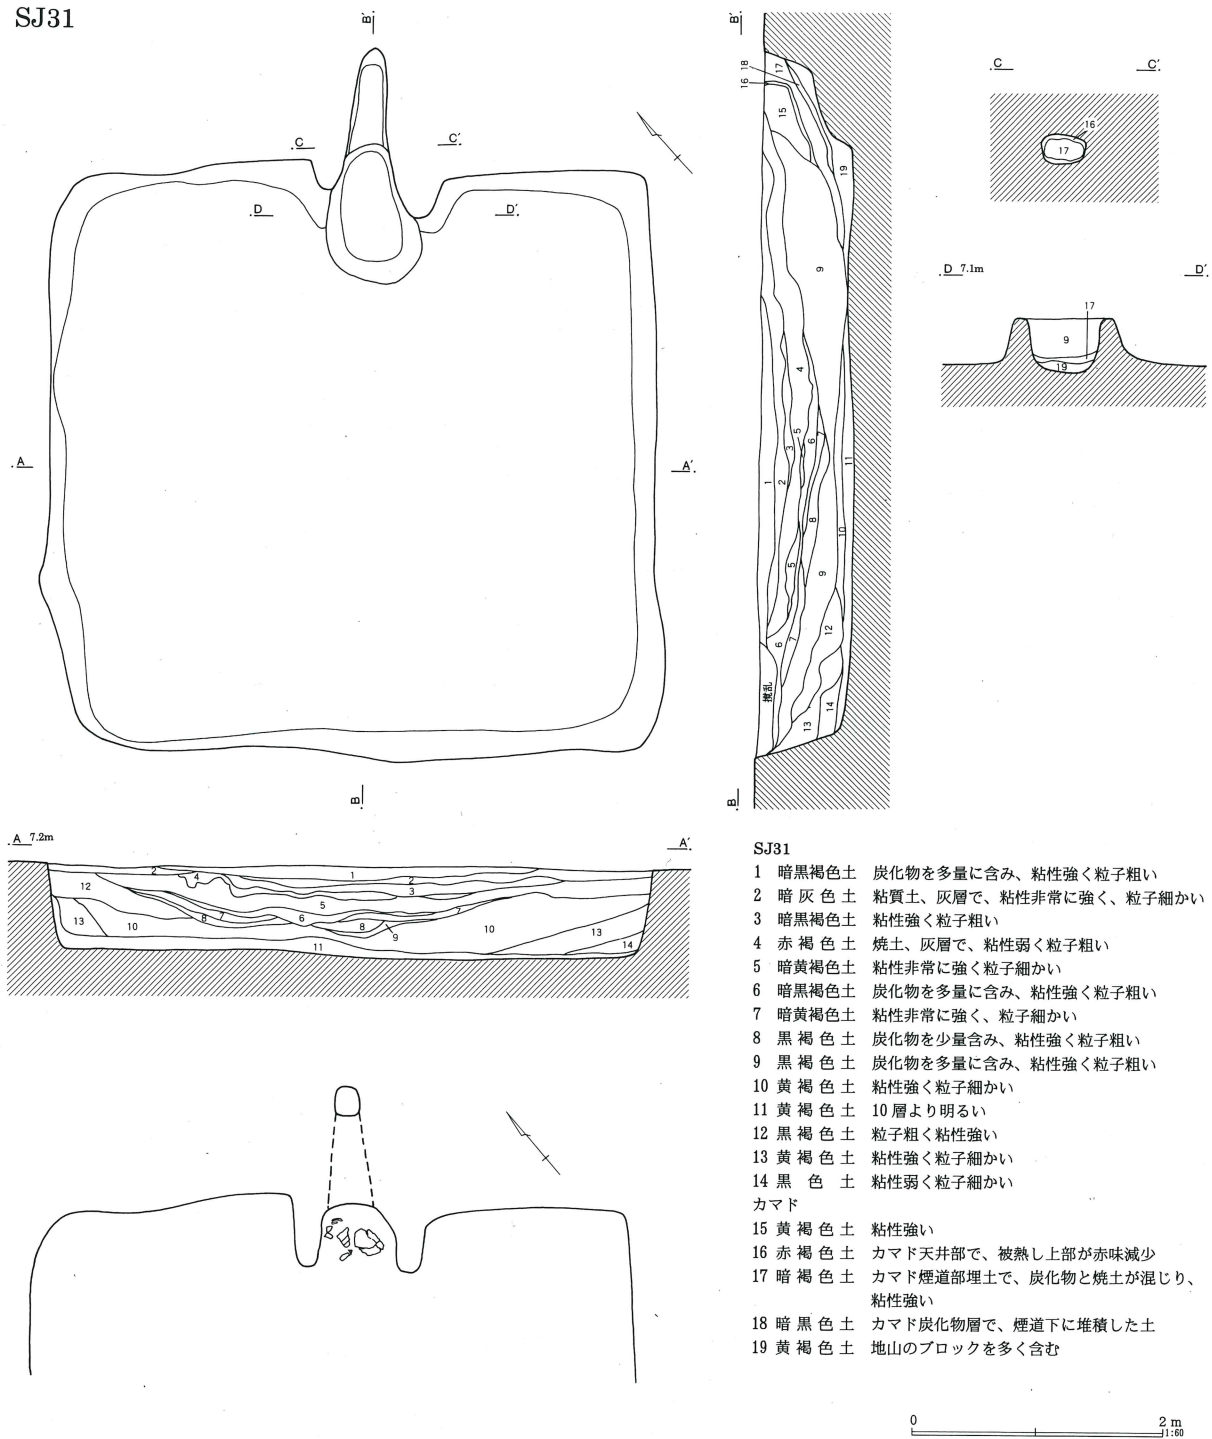 SJ31
B′
C
C′
D
D′
A
A′
B
B′
18
16
17
15
19
9
4
5
3
6
1
2
11
8
10
5
9
12
6
7
撹乱
14
13
B
C
C′
16
17
D 7.1m
D′
17
9
19
A 7.2m
A′
1
2
4
2
3
12
5
7
8
6
7
13
10
8
9
10
13
11
14
SJ31
1 暗黒褐色土 炭化物を多量に含み、粘性強く粒子粗い
2 暗灰色土 粘質土、灰層で、粘性非常に強く、粒子細かい
3 暗黒褐色土 粘性強く粒子粗い
4 赤褐色土 焼土、灰層で、粘性弱く粒子粗い
5 暗黄褐色土 粘性非常に強く粒子細かい
6 暗黒褐色土 炭化物を多量に含み、粘性強く粒子粗い
7 暗黄褐色土 粘性非常に強く、粒子細かい
8 黒褐色土 炭化物を少量含み、粘性強く粒子粗い
9 黒褐色土 炭化物を多量に含み、粘性強く粒子粗い
10 黄褐色土 粘性強く粒子細かい
11 黄褐色土 10層より明るい
12 黒褐色土 粒子粗く粘性強い
13 黄褐色土 粘性強く粒子細かい
14 黒色土 粘性弱く粒子細かい
カマド
15 黄褐色土 粘性強い
16 赤褐色土 カマド天井部で、被熱し上部が赤味減少
17 暗褐色土 カマド煙道部埋土で、炭化物と焼土が混じり、
粘性強い
18 暗黒色土 カマド炭化物層で、煙道下に堆積した土
19 黄褐色土 地山のブロックを多く含む
0
2 m
1:60